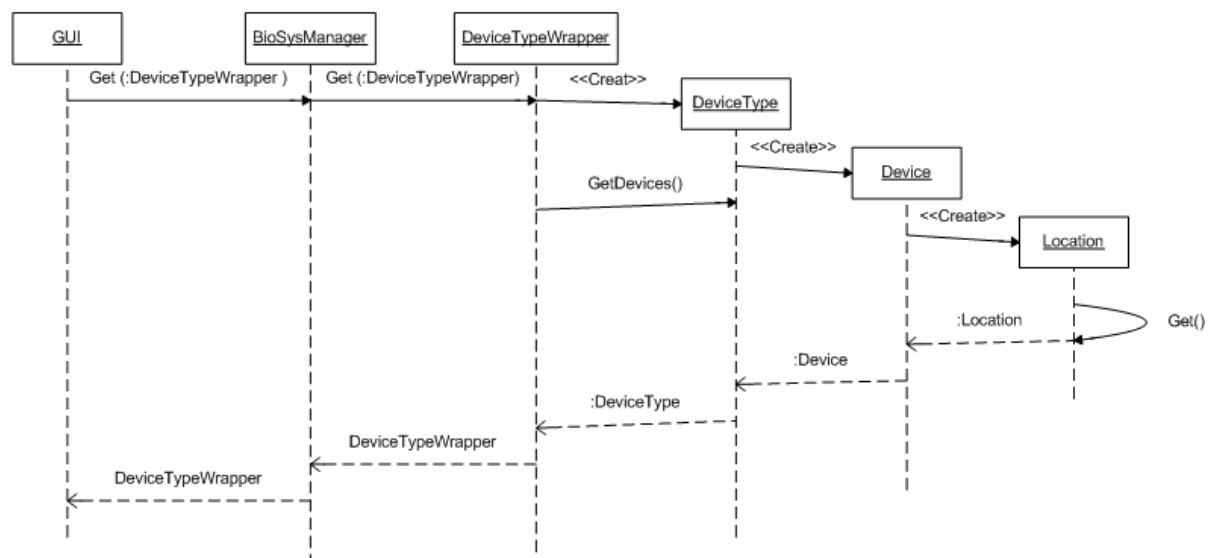 GUI
BioSysManager
DeviceTypeWrapper
Get (:DeviceTypeWrapper )
Get (:DeviceTypeWrapper)
<<Creat>>
DeviceType
<<Create>>
Device
GetDevices()
<<Create>>
Location
:Location
Get()
:Device
:DeviceType
DeviceTypeWrapper
DeviceTypeWrapper